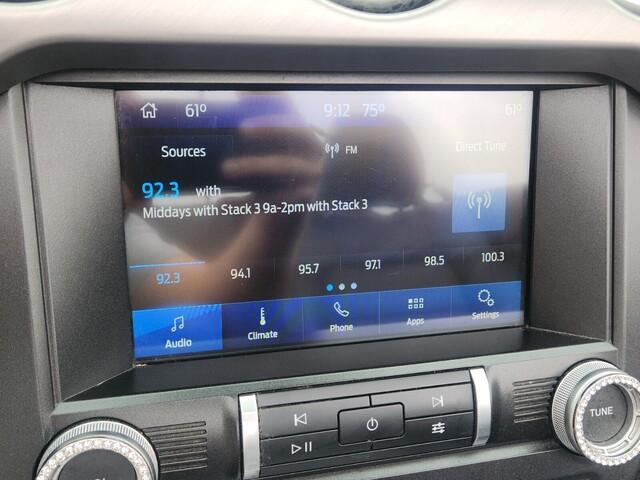 61° 9:12 75° 61°
Sources FM Direct Tune
92.3 with
Middays with Stack 3 9a-2pm with Stack 3
92.3 94.1 95.7 97.1 98.5 100.3
Audio Climate Phone Apps Settings
TUNE